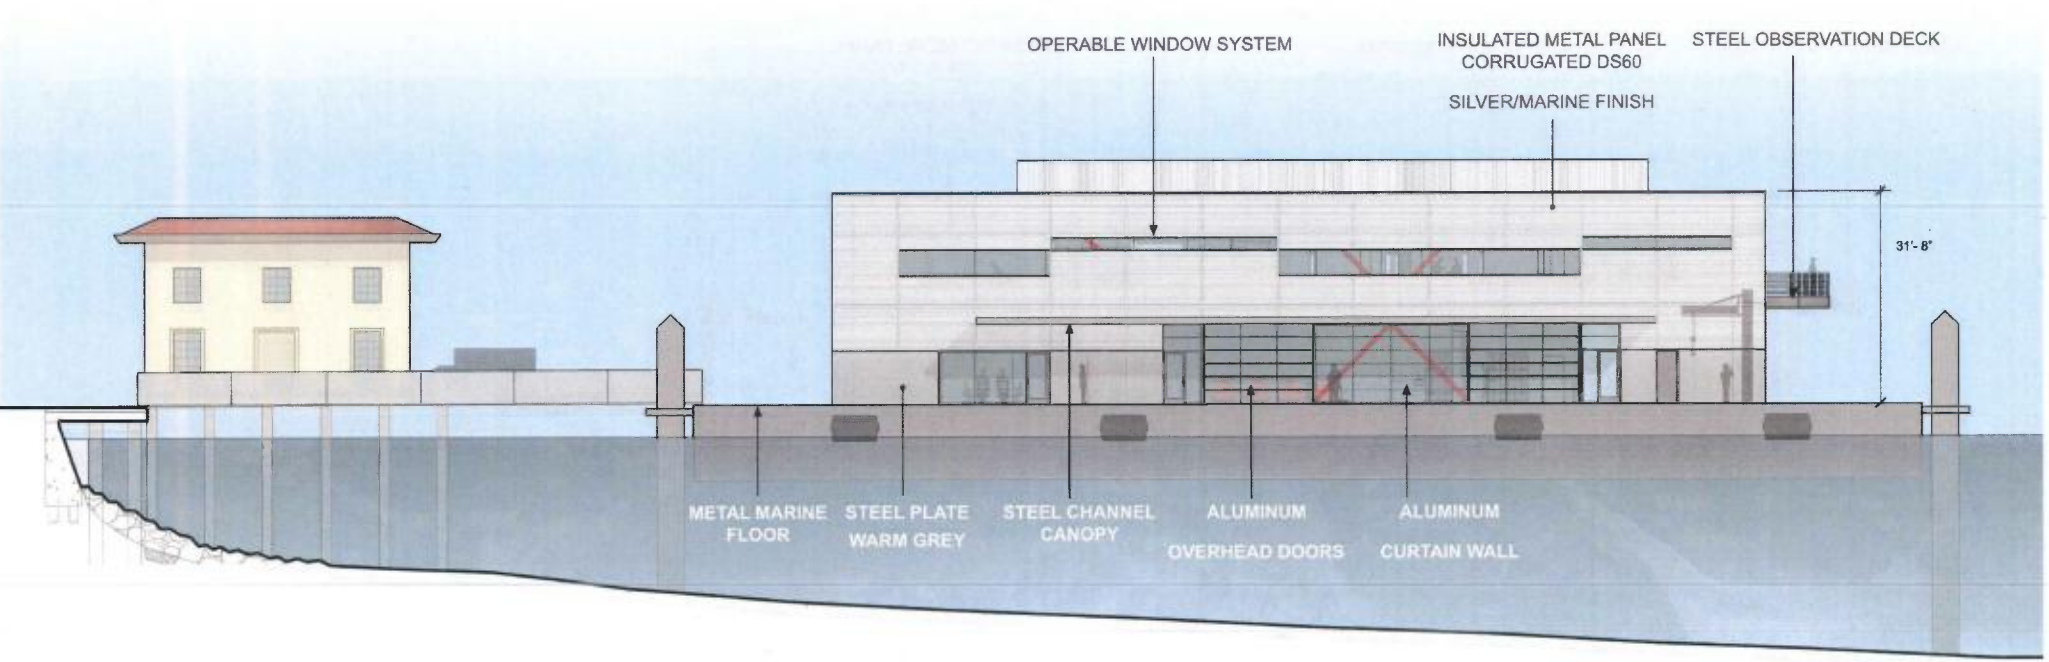 OPERABLE WINDOW SYSTEM
INSULATED METAL PANEL
CORRUGATED DS60
SILVER/MARINE FINISH
STEEL OBSERVATION DECK
31'- 8"
METAL MARINE
FLOOR
STEEL PLATE
WARM GREY
STEEL CHANNEL
CANOPY
ALUMINUM
OVERHEAD DOORS
ALUMINUM
CURTAIN WALL